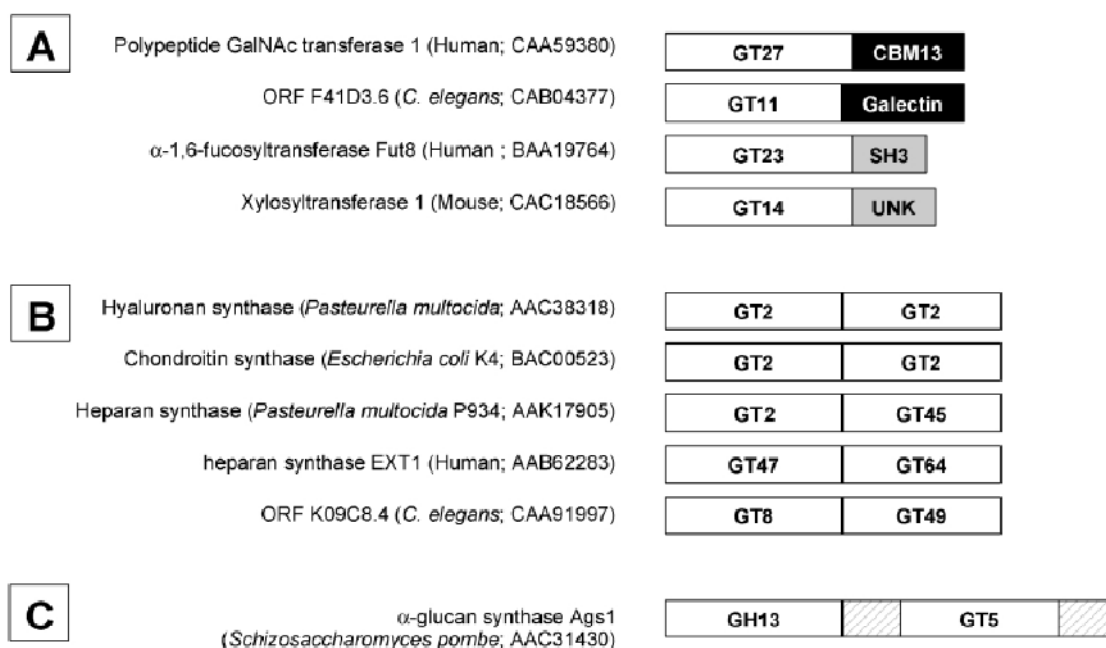 A
Polypeptide GalNAc transferase 1 (Human; CAA59380) GT27 CBM13
ORF F41D3.6 (C. elegans; CAB04377) GT11 Galectin
α-1,6-fucosyltransferase Fut8 (Human ; BAA19764) GT23 SH3
Xylosyltransferase 1 (Mouse; CAC18566) GT14 UNK
B
Hyaluronan synthase (Pasteurella multocida; AAC38318) GT2 GT2
Chondroitin synthase (Escherichia coli K4; BAC00523) GT2 GT2
Heparan synthase (Pasteurella multocida P934; AAK17905) GT2 GT45
heparan synthase EXT1 (Human; AAB62283) GT47 GT64
ORF K09C8.4 (C. elegans; CAA91997) GT8 GT49
C
α-glucan synthase Ags1 GH13 GT5
(Schizosaccharomyces pombe; AAC31430)